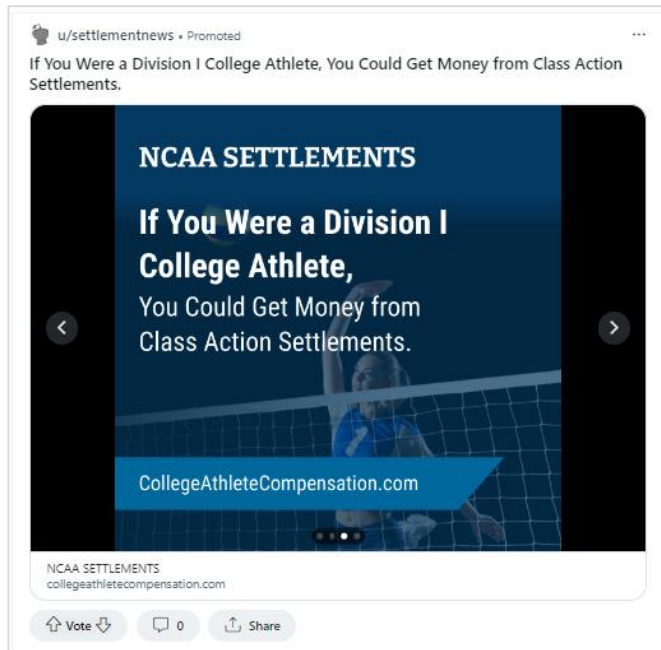 u/settlementnews • Promoted
If You Were a Division I College Athlete, You Could Get Money from Class Action
Settlements.
NCAA SETTLEMENTS
If You Were a Division I
College Athlete,
You Could Get Money from
Class Action Settlements.
CollegeAthleteCompensation.com
NCAA SETTLEMENTS
collegeathletecompensation.com
Vote
0
Share